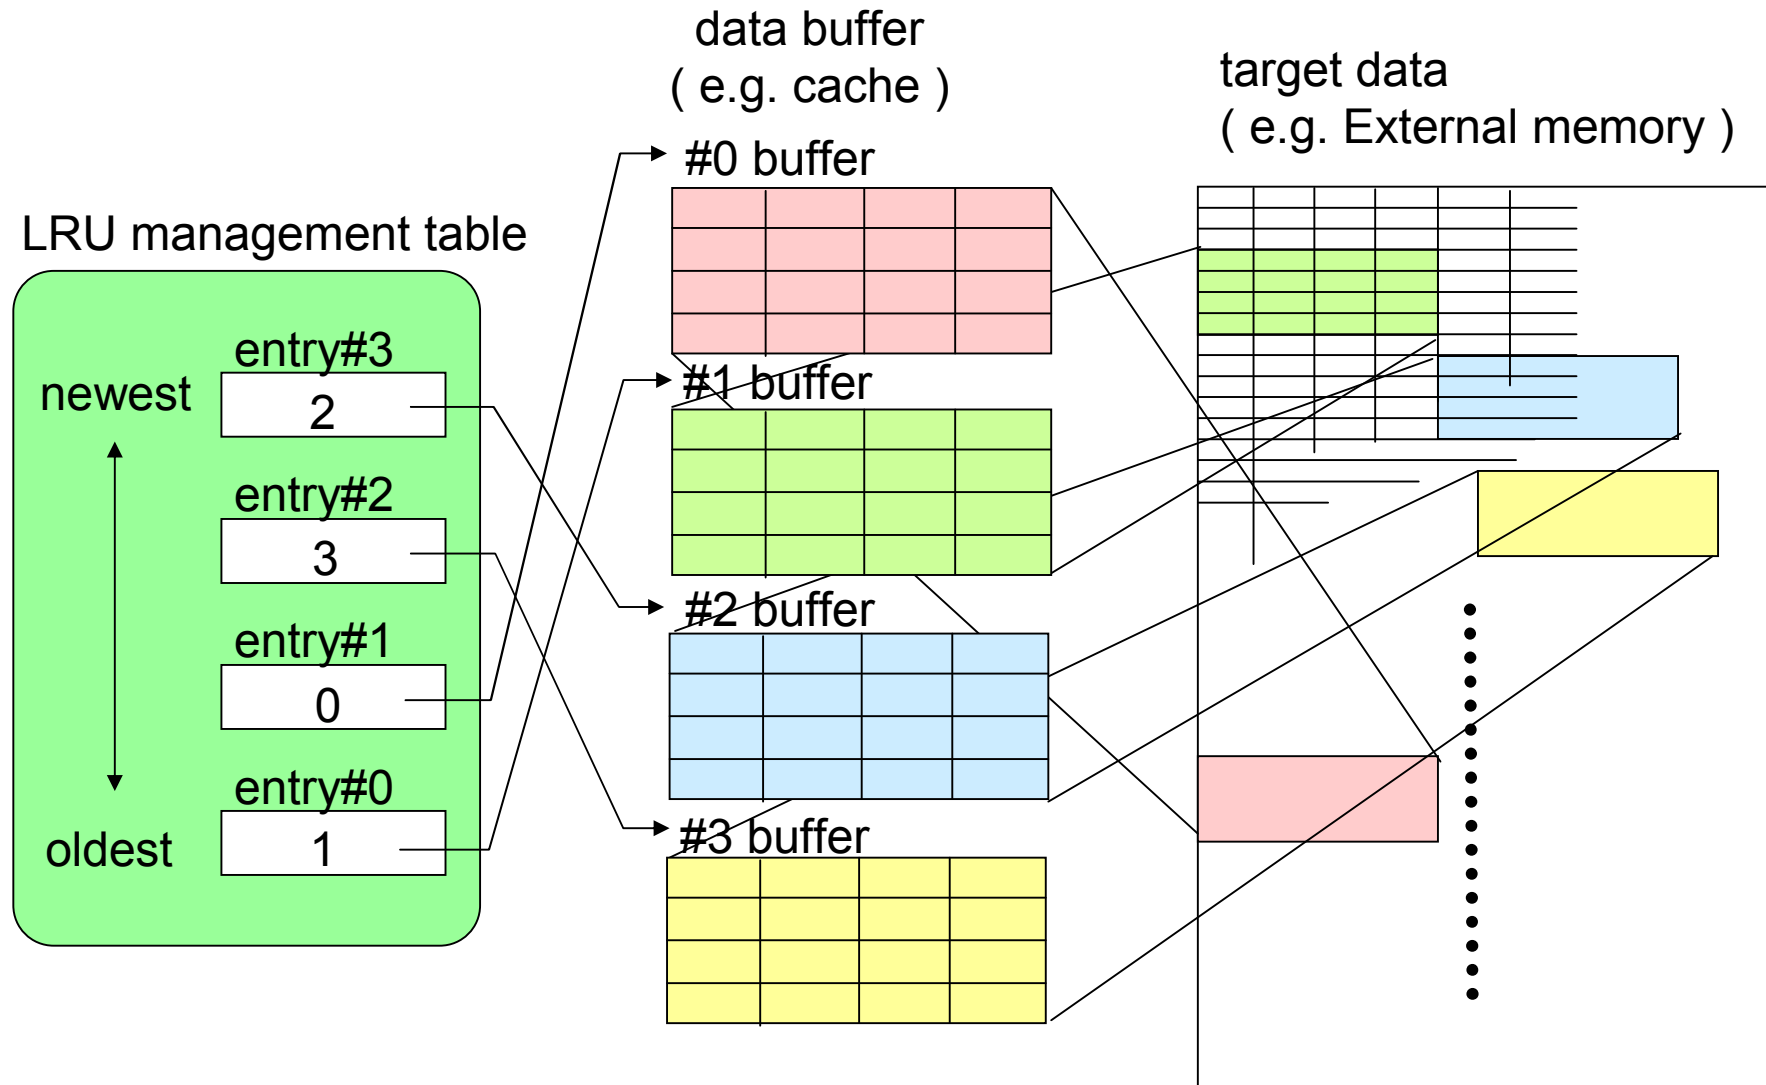 data buffer
( e.g. cache )
target data
( e.g. External memory )
LRU management table
newest
oldest
entry#3
2
entry#2
3
entry#1
0
entry#0
1
#0 buffer
#1 buffer
#2 buffer
#3 buffer